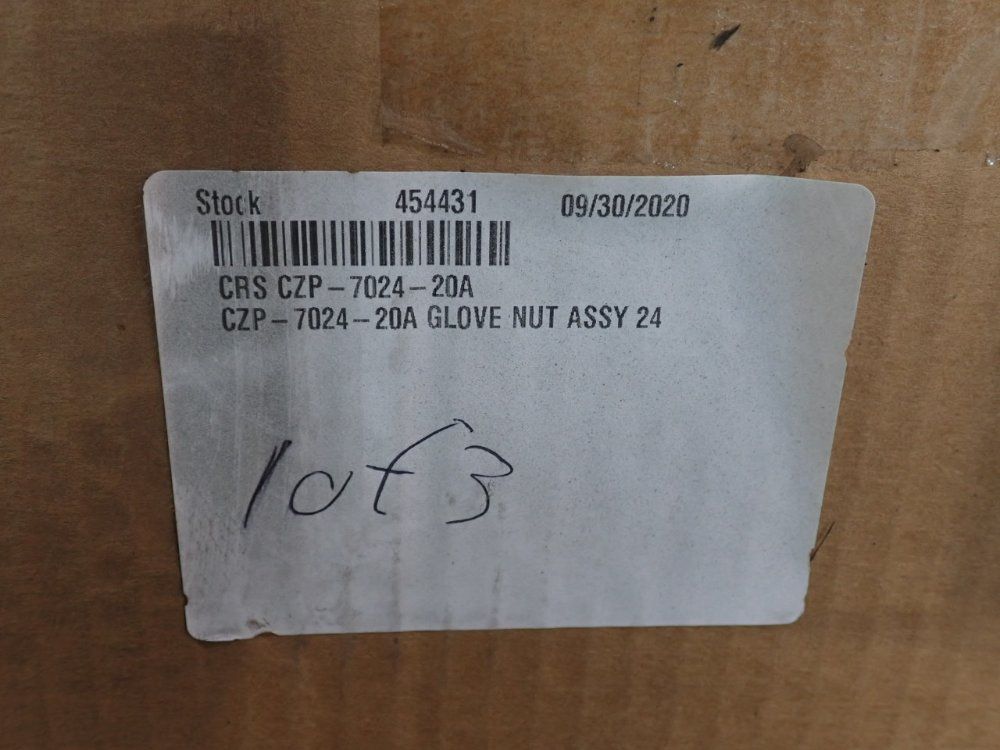 Stock 454431 09/30/2020
CRS CZP-7024-20A
CZP-7024-20A GLOVE NUT ASSY 24
1 of 3